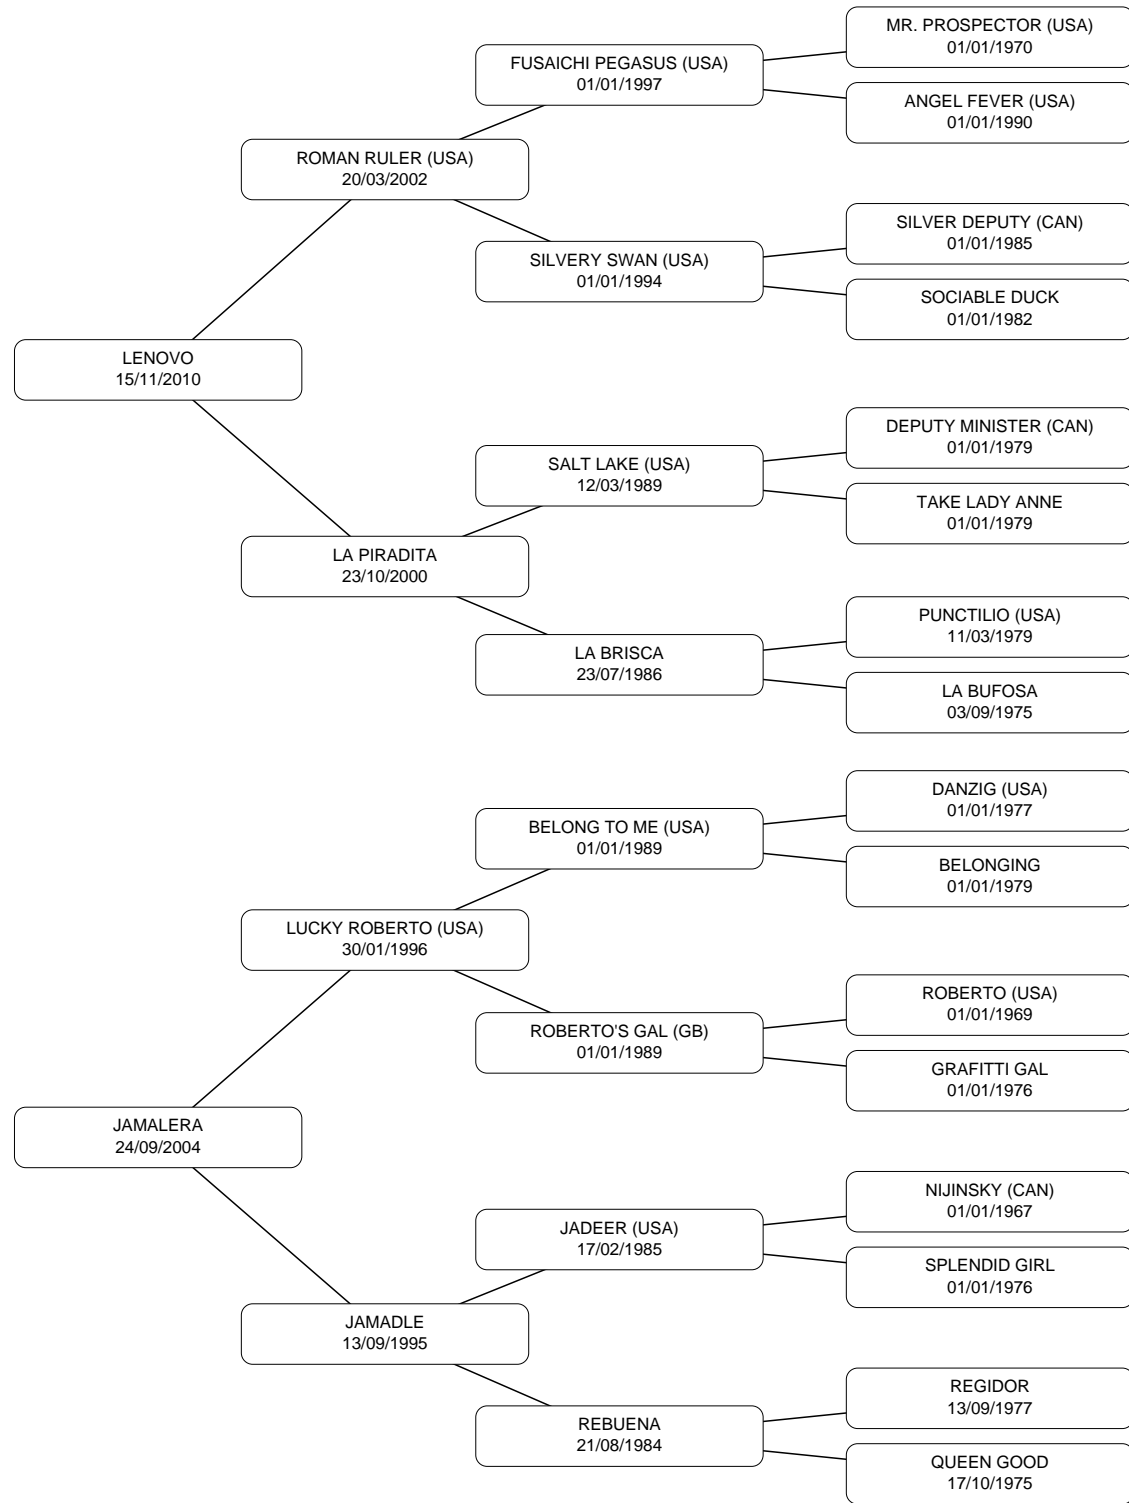 MR. PROSPECTOR (USA)
01/01/1970
FUSAICHI PEGASUS (USA)
01/01/1997
ANGEL FEVER (USA)
01/01/1990
ROMAN RULER (USA)
20/03/2002
SILVER DEPUTY (CAN)
01/01/1985
SILVERY SWAN (USA)
01/01/1994
SOCIABLE DUCK
01/01/1982
LENOVO
15/11/2010
DEPUTY MINISTER (CAN)
01/01/1979
SALT LAKE (USA)
12/03/1989
TAKE LADY ANNE
01/01/1979
LA PIRADITA
23/10/2000
PUNCTILIO (USA)
11/03/1979
LA BRISCA
23/07/1986
LA BUFOSA
03/09/1975
DANZIG (USA)
01/01/1977
BELONG TO ME (USA)
01/01/1989
BELONGING
01/01/1979
LUCKY ROBERTO (USA)
30/01/1996
ROBERTO (USA)
01/01/1969
ROBERTO'S GAL (GB)
01/01/1989
GRAFITTI GAL
01/01/1976
JAMALERA
24/09/2004
NIJINSKY (CAN)
01/01/1967
JADEER (USA)
17/02/1985
SPLENDID GIRL
01/01/1976
JAMADLE
13/09/1995
REGIDOR
13/09/1977
REBUENA
21/08/1984
QUEEN GOOD
17/10/1975